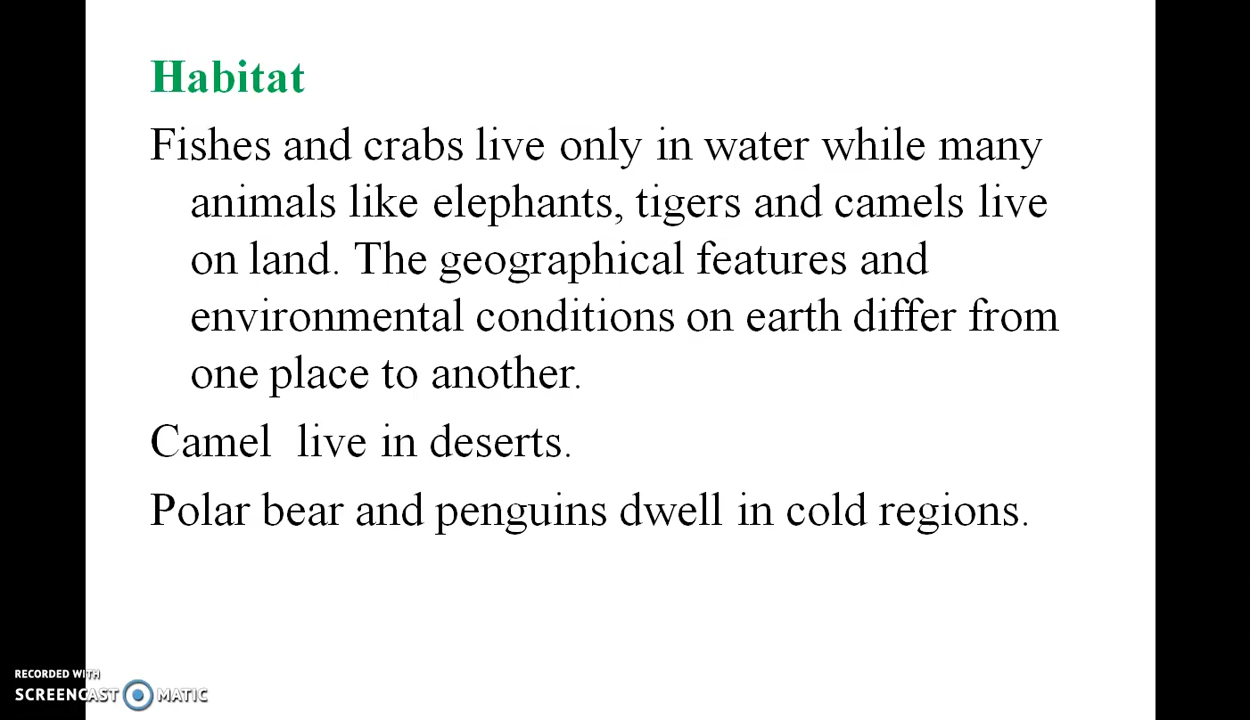 Habitat
Fishes and crabs live only in water while many
animals like elephants, tigers and camels live
on land. The geographical features and
environmental conditions on earth differ from
one place to another.
Camel  live in deserts.
Polar bear and penguins dwell in cold regions.
RECORDED WITH
SCREENCAST MATIC